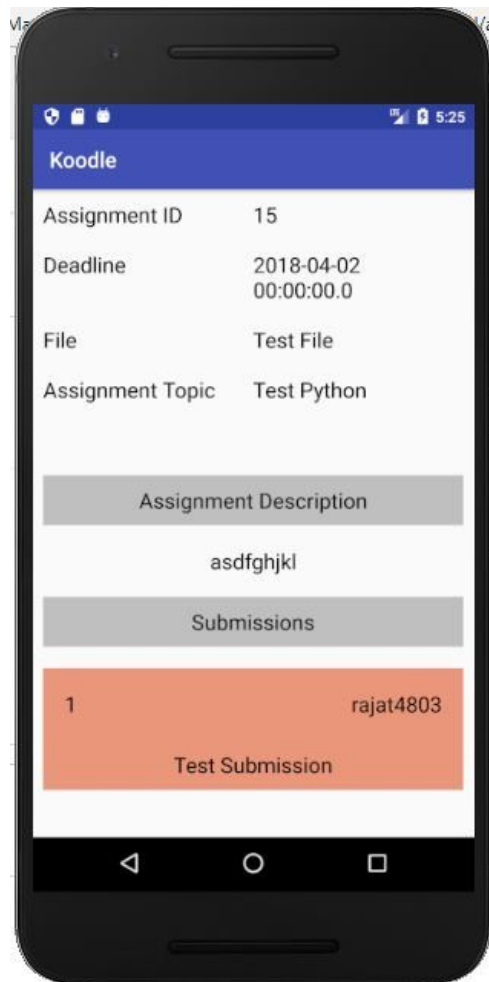 5:25
Koodle
Assignment ID 15
Deadline 2018-04-02
00:00:00.0
File Test File
Assignment Topic Test Python
Assignment Description
asdfghjkl
Submissions
1 rajat4803
Test Submission